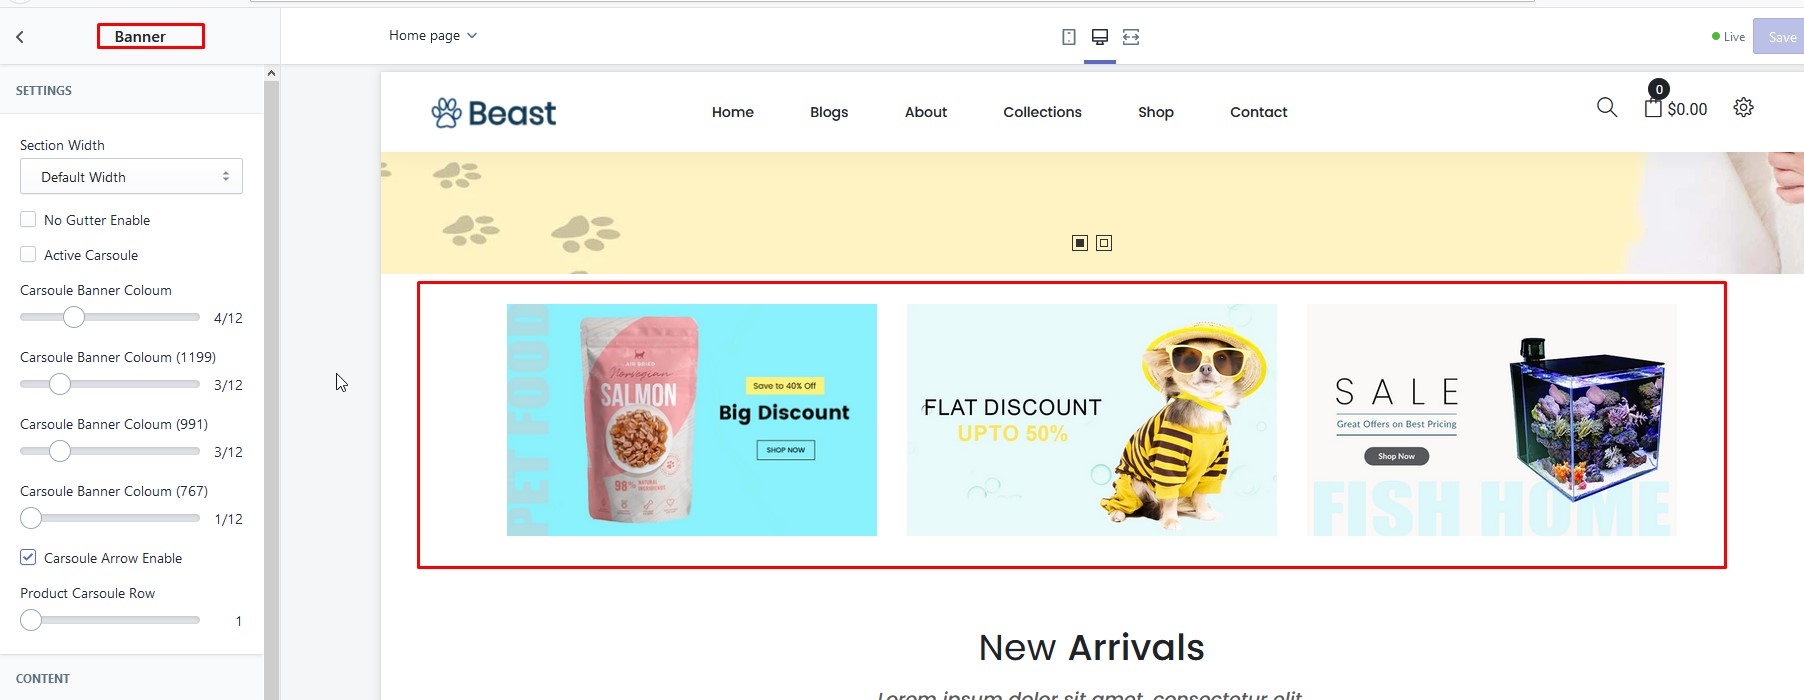 Banner
Home page
Live
Save
SETTINGS
Section Width
Default Width
No Gutter Enable
Active Carsoule
Carsoule Banner Coloum
4/12
Carsoule Banner Coloum (1199)
3/12
Carsoule Banner Coloum (991)
3/12
Carsoule Banner Coloum (767)
1/12
Carsoule Arrow Enable
Product Carsoule Row
1
CONTENT
Beast
Home
Blogs
About
Collections
Shop
Contact
0
$0.00
PET FOOD
AIR DRIED
Norwegian
SALMON
98% NATURAL
INGREDIENTS
Save to 40% Off
Big Discount
SHOP NOW
FLAT DISCOUNT
UPTO 50%
SALE
Great Offers on Best Pricing
Shop Now
FISH HOME
New Arrivals
Lorem ipsum dolor sit amet, consectetur elit